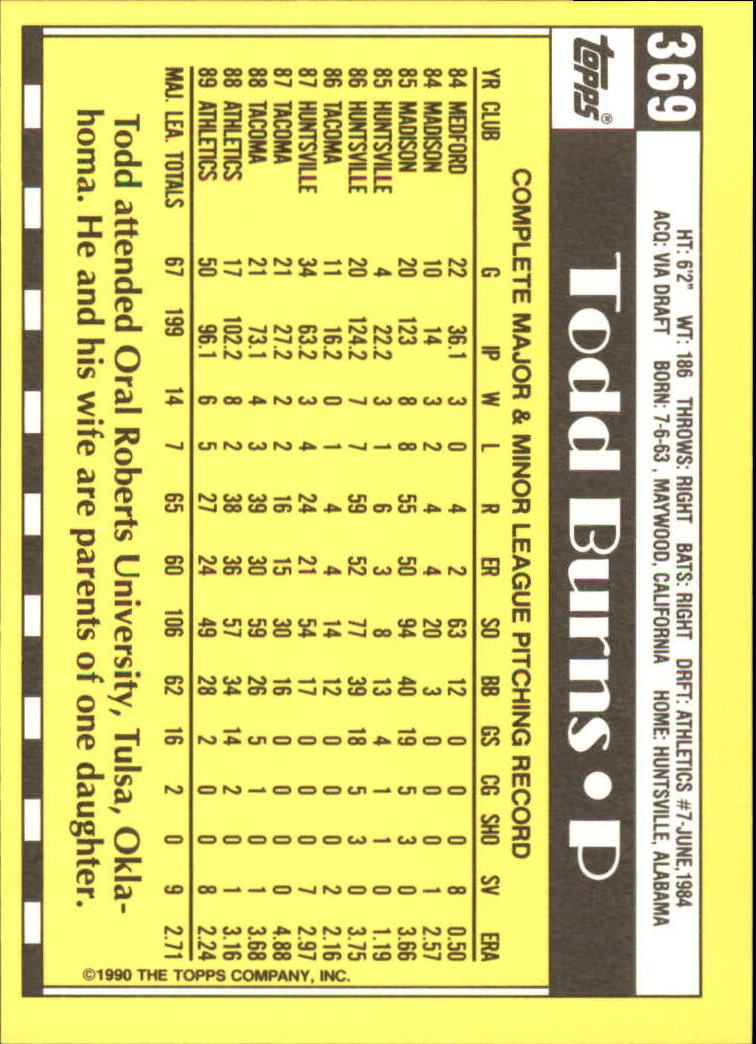 369
HT: 6'2" WT: 186 THROWS: RIGHT BATS: RIGHT DRFT: ATHLETICS #7-JUNE,1984
ACQ: VIA DRAFT BORN: 7-6-63 , MAYWOOD, CALIFORNIA HOME: HUNTSVILLE, ALABAMA
topps®
Todd Burns • P
COMPLETE MAJOR & MINOR LEAGUE PITCHING RECORD
YR CLUB G IP W L R ER SO BB GS CG SHO SV ERA
84 MEDFORD 22 36.1 3 0 4 2 63 12 0 0 0 8 0.50
84 MADISON 10 14 3 2 4 4 20 3 0 0 0 1 2.57
85 MADISON 20 123 8 8 55 50 94 40 19 5 3 0 3.66
85 HUNTSVILLE 4 22.2 3 1 6 3 8 13 4 1 1 0 1.19
86 HUNTSVILLE 20 124.2 7 7 59 52 77 39 18 5 3 0 3.75
86 TACOMA 11 16.2 0 1 4 4 14 12 0 0 0 2 2.16
87 HUNTSVILLE 34 63.2 3 4 24 21 54 17 0 0 0 7 2.97
87 TACOMA 21 27.2 2 2 16 15 30 16 0 0 0 0 4.88
88 TACOMA 21 73.1 4 3 39 30 59 26 5 1 0 1 3.68
88 ATHLETICS 17 102.2 8 2 38 36 57 34 14 2 0 1 3.16
89 ATHLETICS 50 96.1 6 5 27 24 49 28 2 0 0 8 2.24
MAJ. LEA. TOTALS 67 199 14 7 65 60 106 62 16 2 0 9 2.71
Todd attended Oral Roberts University, Tulsa, Okla-
homa. He and his wife are parents of one daughter.
©1990 THE TOPPS COMPANY, INC.